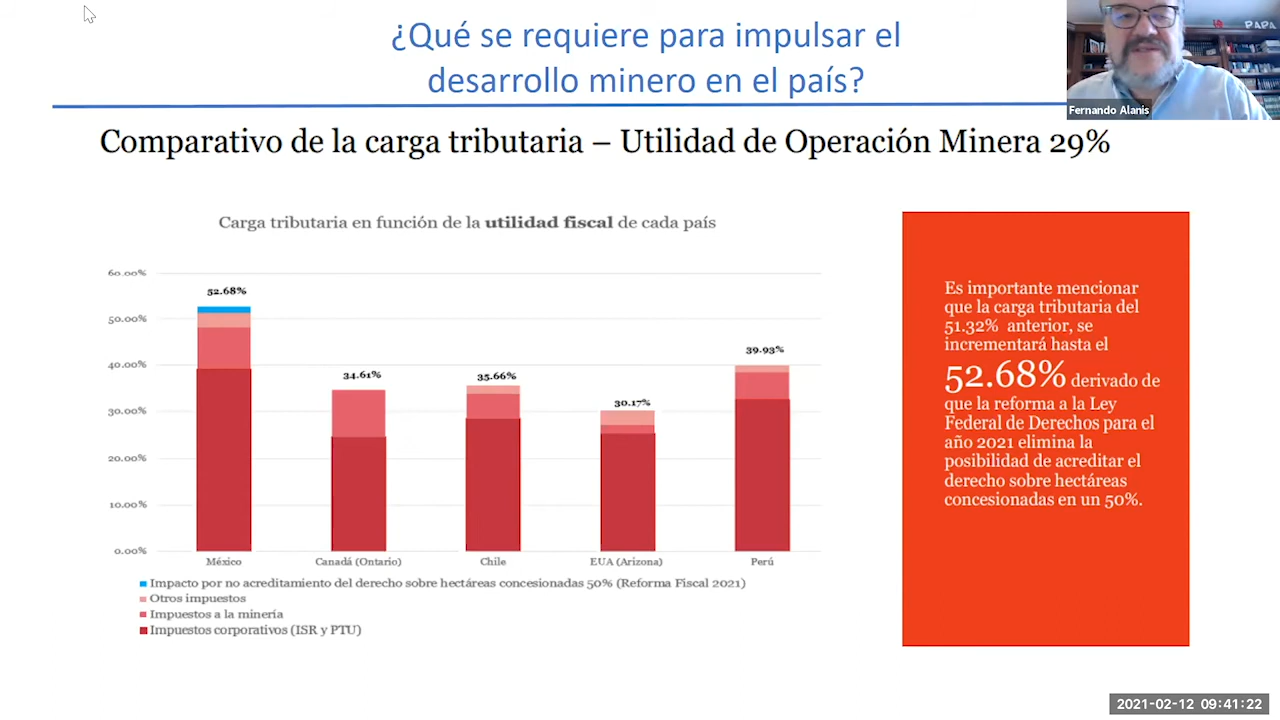 ¿Qué se requiere para impulsar el
desarrollo minero en el país?
PAPA
Fernando Alanis
Comparativo de la carga tributaria – Utilidad de Operación Minera 29%
Carga tributaria en función de la utilidad fiscal de cada país
60.00%
50.00%
40.00%
30.00%
20.00%
10.00%
0.00%
52.68%
34.61%
35.66%
30.17%
39.93%
México
Canadá (Ontario)
Chile
EUA (Arizona)
Perú
Impacto por no acreditamiento del derecho sobre hectáreas concesionadas 50% (Reforma Fiscal 2021)
Otros impuestos
Impuestos a la minería
Impuestos corporativos (ISR y PTU)
Es importante mencionar
que la carga tributaria del
51.32% anterior, se
incrementará hasta el
52.68% derivado de
que la reforma a la Ley
Federal de Derechos para el
año 2021 elimina la
posibilidad de acreditar el
derecho sobre hectáreas
concesionadas en un 50%.
2021-02-12 09:41:22